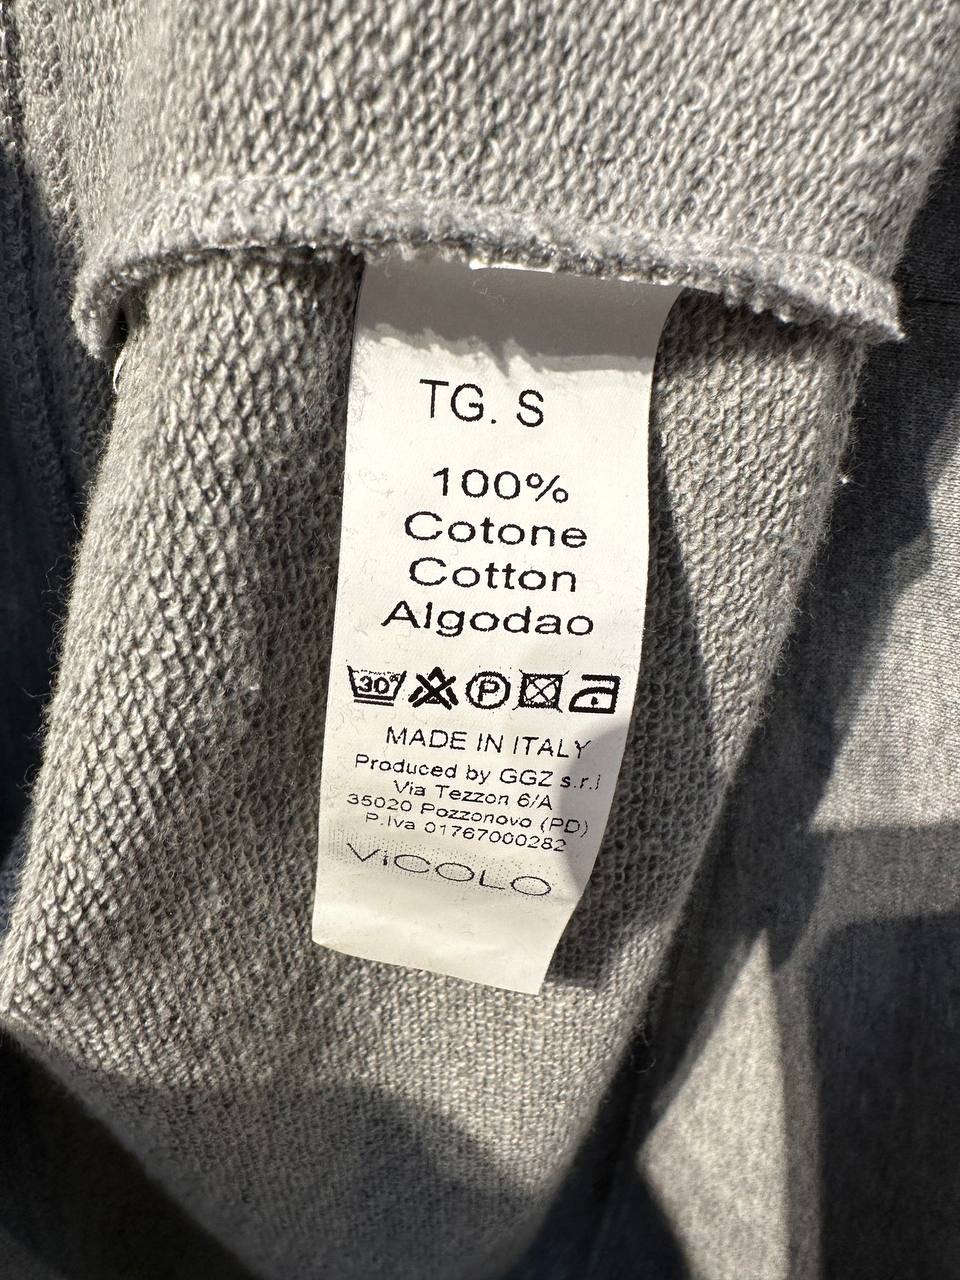 TG. S
100%
Cotone
Cotton
Algodao
30° P
MADE IN ITALY
Produced by GGZ s.r.l
Via Tezzon 6/A
35020 Pozzonovo (PD)
P.Iva 01767000282
ViCOLO